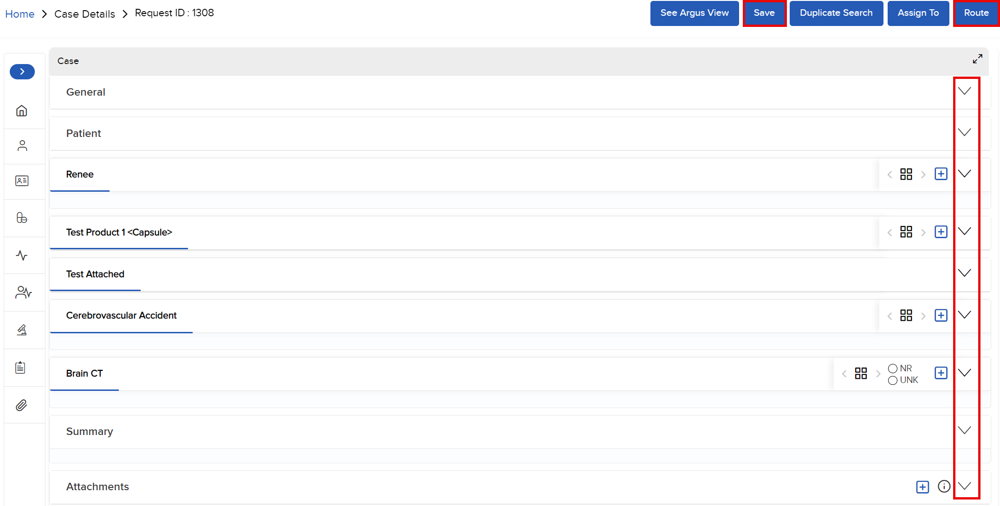 Home > Case Details > Request ID : 1308
See Argus View
Save
Duplicate Search
Assign To
Route
Case
General
Patient
Renee
Test Product 1 <Capsule>
Test Attached
Cerebrovascular Accident
Brain CT
NR
UNK
Summary
Attachments